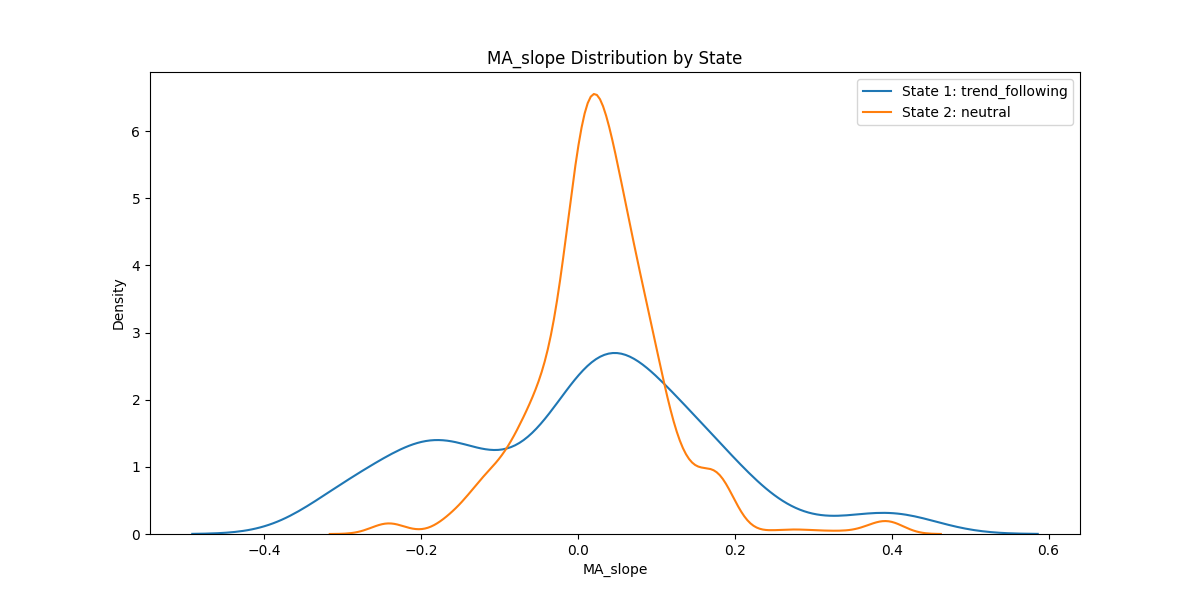 MA_slope Distribution by State
State 1: trend_following
State 2: neutral
Density
6
5
4
3
2
1
0
−0.4 −0.2 0.0 0.2 0.4 0.6
MA_slope